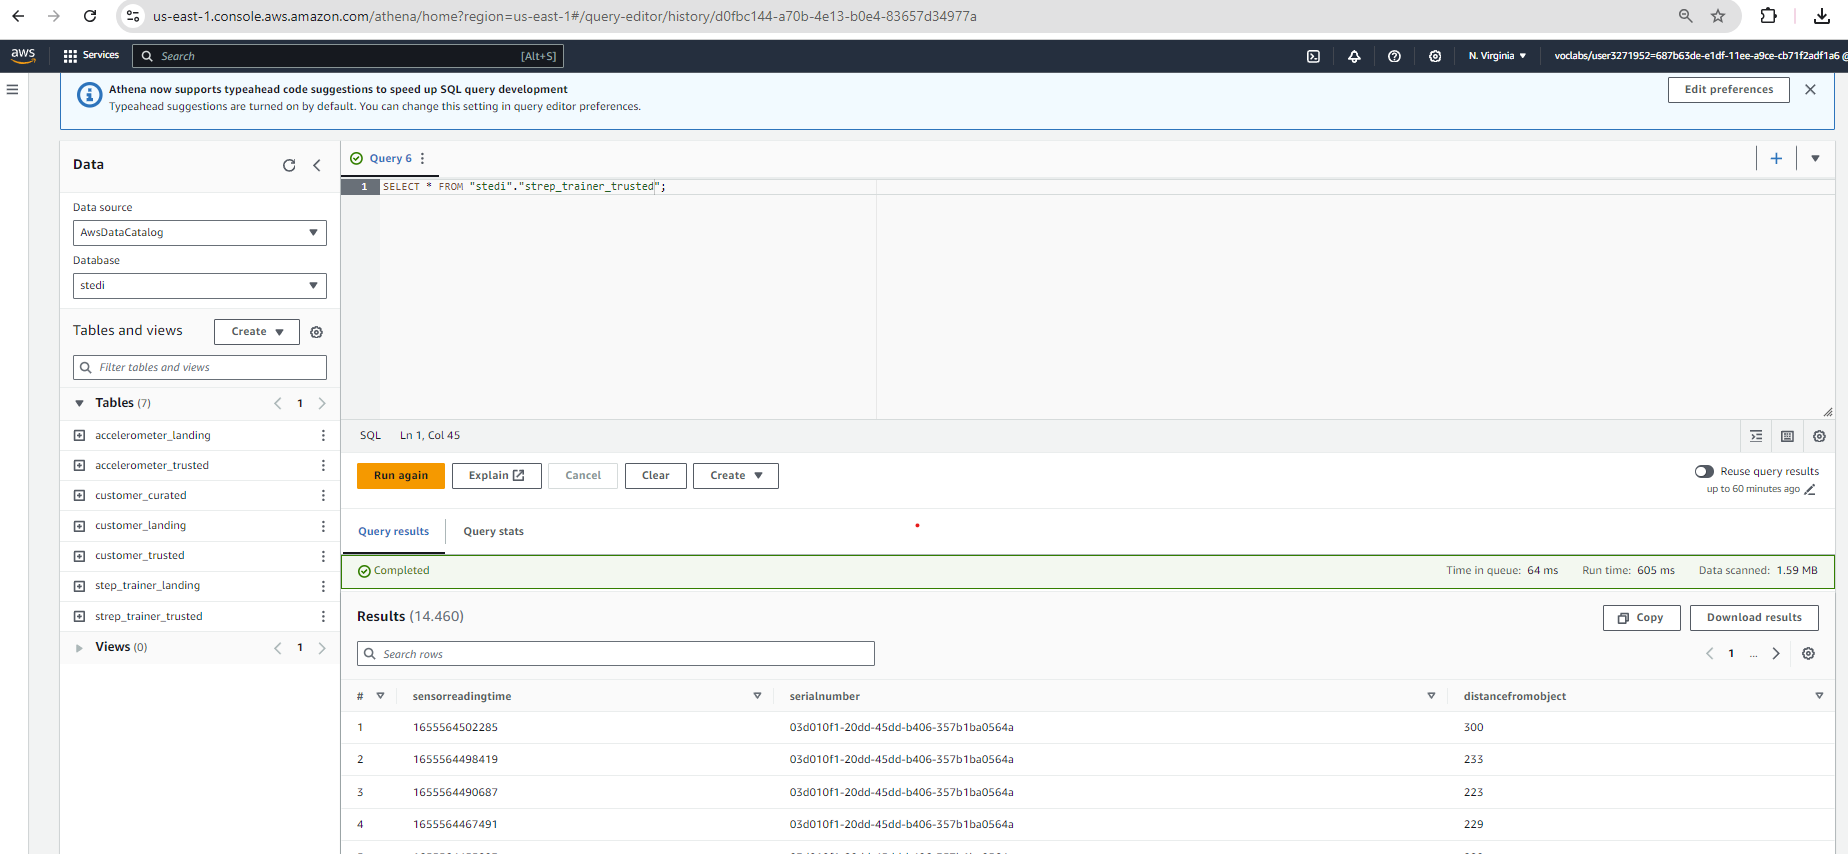 us-east-1.console.aws.amazon.com/athena/home?region=us-east-1#/query-editor/history/d0fbc144-a70b-4e13-b0e4-83657d34977a
aws Services Search [Alt+S] N. Virginia ▼ voclabs/user3271952=687b63de-e1df-11ee-a9ce-cb71f2adf1a6 @
Athena now supports typeahead code suggestions to speed up SQL query development
Typeahead suggestions are turned on by default. You can change this setting in query editor preferences.
Edit preferences
Data
Data source
AwsDataCatalog
Database
stedi
Tables and views
Create
Filter tables and views
Tables (7) 1
accelerometer_landing
accelerometer_trusted
customer_curated
customer_landing
customer_trusted
step_trainer_landing
strep_trainer_trusted
Views (0) 1
Query 6
1 SELECT * FROM "stedi"."strep_trainer_trusted";
SQL Ln 1, Col 45
Run again Explain Cancel Clear Create
Reuse query results
up to 60 minutes ago
Query results Query stats
Completed Time in queue: 64 ms Run time: 605 ms Data scanned: 1.59 MB
Results (14.460)
Copy Download results
Search rows
1 ...
# sensorreadingtime serialnumber distancefromobject
1 1655564502285 03d010f1-20dd-45dd-b406-357b1ba0564a 300
2 1655564498419 03d010f1-20dd-45dd-b406-357b1ba0564a 233
3 1655564490687 03d010f1-20dd-45dd-b406-357b1ba0564a 223
4 1655564467491 03d010f1-20dd-45dd-b406-357b1ba0564a 229